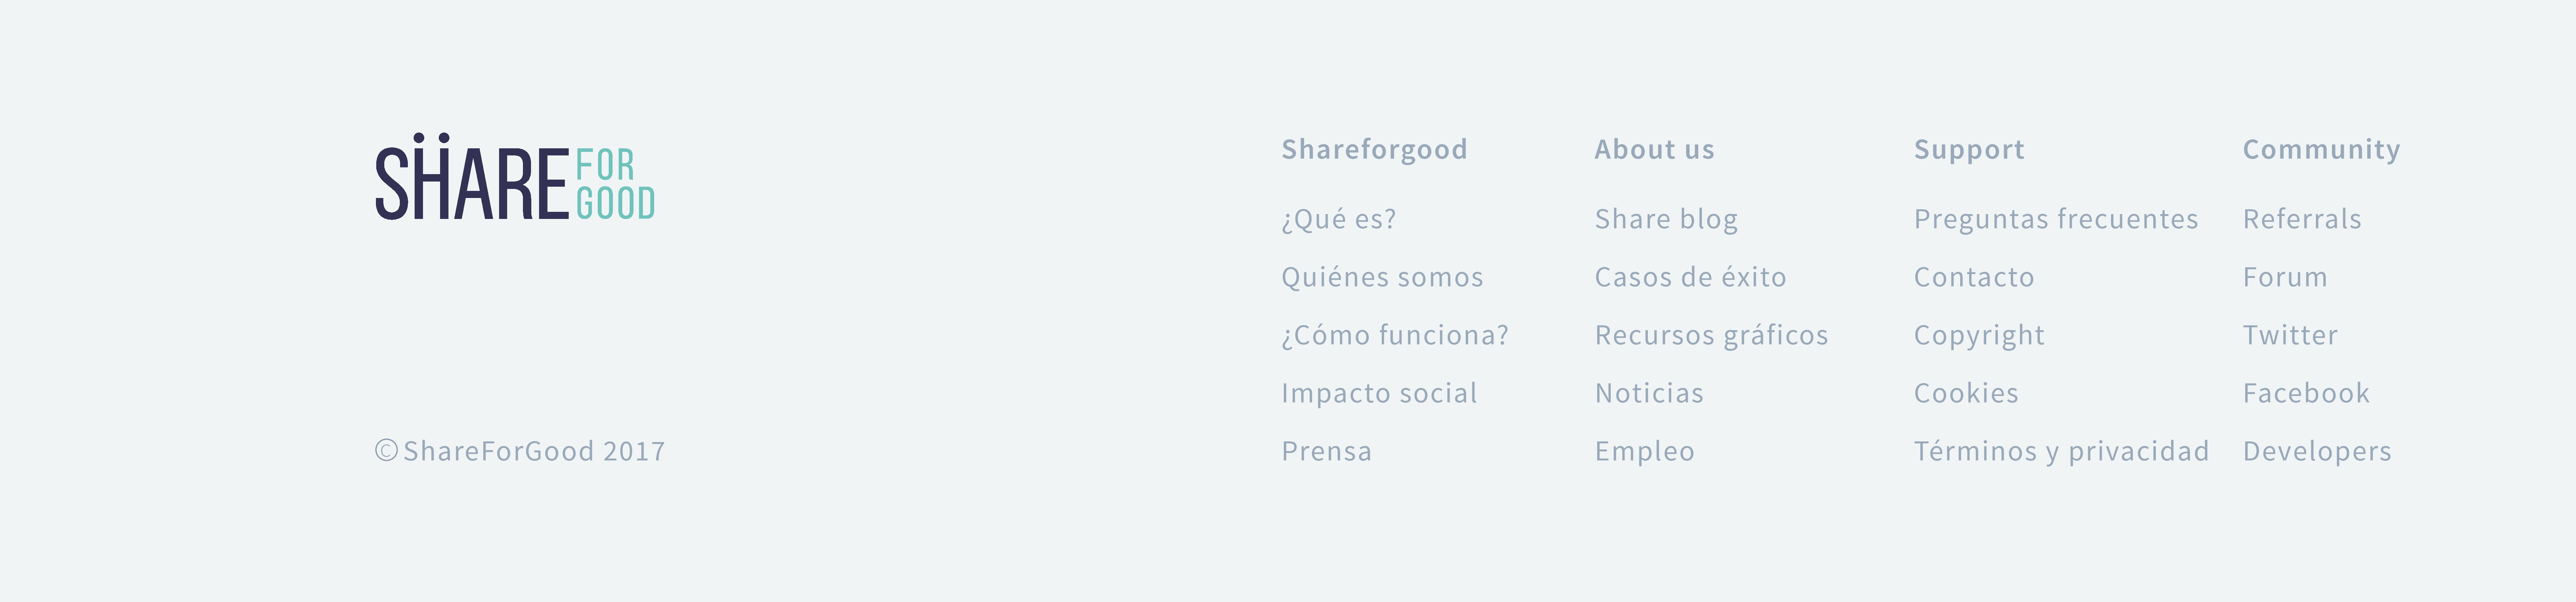 SḦARE FOR GOOD
Shareforgood
¿Qué es?
Quiénes somos
¿Cómo funciona?
Impacto social
Prensa
About us
Share blog
Casos de éxito
Recursos gráficos
Noticias
Empleo
Support
Preguntas frecuentes
Contacto
Copyright
Cookies
Términos y privacidad
Community
Referrals
Forum
Twitter
Facebook
Developers
© ShareForGood 2017